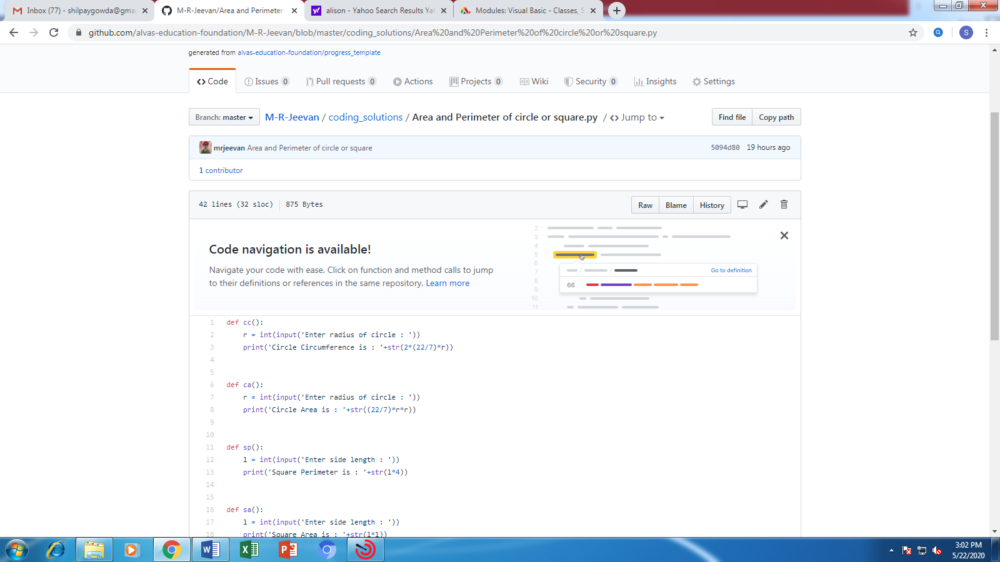 Inbox (77) - shilpaygowda@gma
M-R-Jeevan/Area and Perimeter
alison - Yahoo Search Results Ya
Modules: Visual Basic - Classes, S
github.com/alvas-education-foundation/M-R-Jeevan/blob/master/coding_solutions/Area%20and%20Perimeter%20of%20circle%20or%20square.py
S
generated from alvas-education-foundation/progress_template
Code
Issues 0
Pull requests 0
Actions
Projects 0
Wiki
Security 0
Insights
Settings
Branch: master
M-R-Jeevan / coding_solutions / Area and Perimeter of circle or square.py / <> Jump to
Find file
Copy path
mrjeevan Area and Perimeter of circle or square
5094d80 19 hours ago
1 contributor
42 lines (32 sloc) 875 Bytes
Raw
Blame
History
Code navigation is available!
Navigate your code with ease. Click on function and method calls to jump
to their definitions or references in the same repository. Learn more
2
3
4
5
6
7
8
9
10
11
Go to definition
66
1 def cc():
2 r = int(input('Enter radius of circle : '))
3 print('Circle Circumference is : '+str(2*(22/7)*r))
4
5
6 def ca():
7 r = int(input('Enter radius of circle : '))
8 print('Circle Area is : '+str((22/7)*r*r))
9
10
11 def sp():
12 l = int(input('Enter side length : '))
13 print('Square Perimeter is : '+str(l*4))
14
15
16 def sa():
17 l = int(input('Enter side length : '))
18 print('Square Area is : '+str(l*l))
3:02 PM
5/22/2020